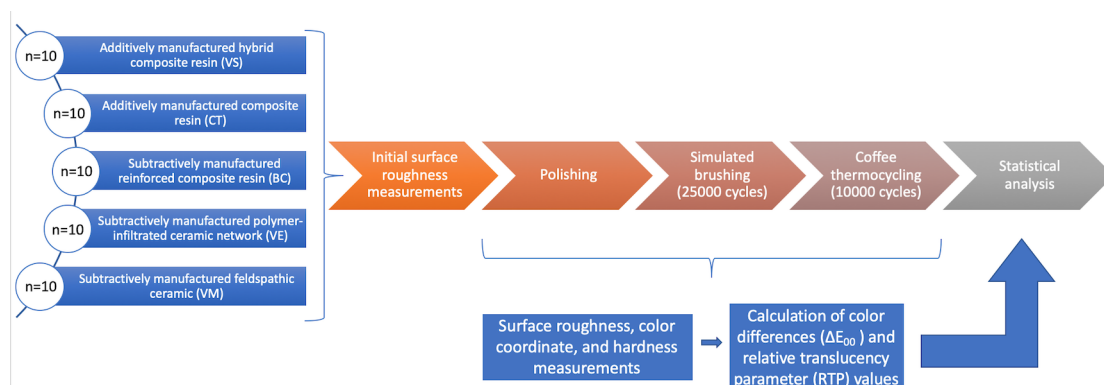 n=10
Additively manufactured hybrid
composite resin (VS)
n=10
Additively manufactured composite
resin (CT)
n=10
Subtractively manufactured
reinforced composite resin (BC)
n=10
Subtractively manufactured polymer-
infiltrated ceramic network (VE)
n=10
Subtractively manufactured feldspathic
ceramic (VM)
Initial surface
roughness
measurements
Polishing
Simulated
brushing
(25000 cycles)
Coffee
thermocycling
(10000 cycles)
Statistical
analysis
Surface roughness, color
coordinate, and hardness
measurements
Calculation of color
differences (ΔE₀₀ ) and
relative translucency
parameter (RTP) values